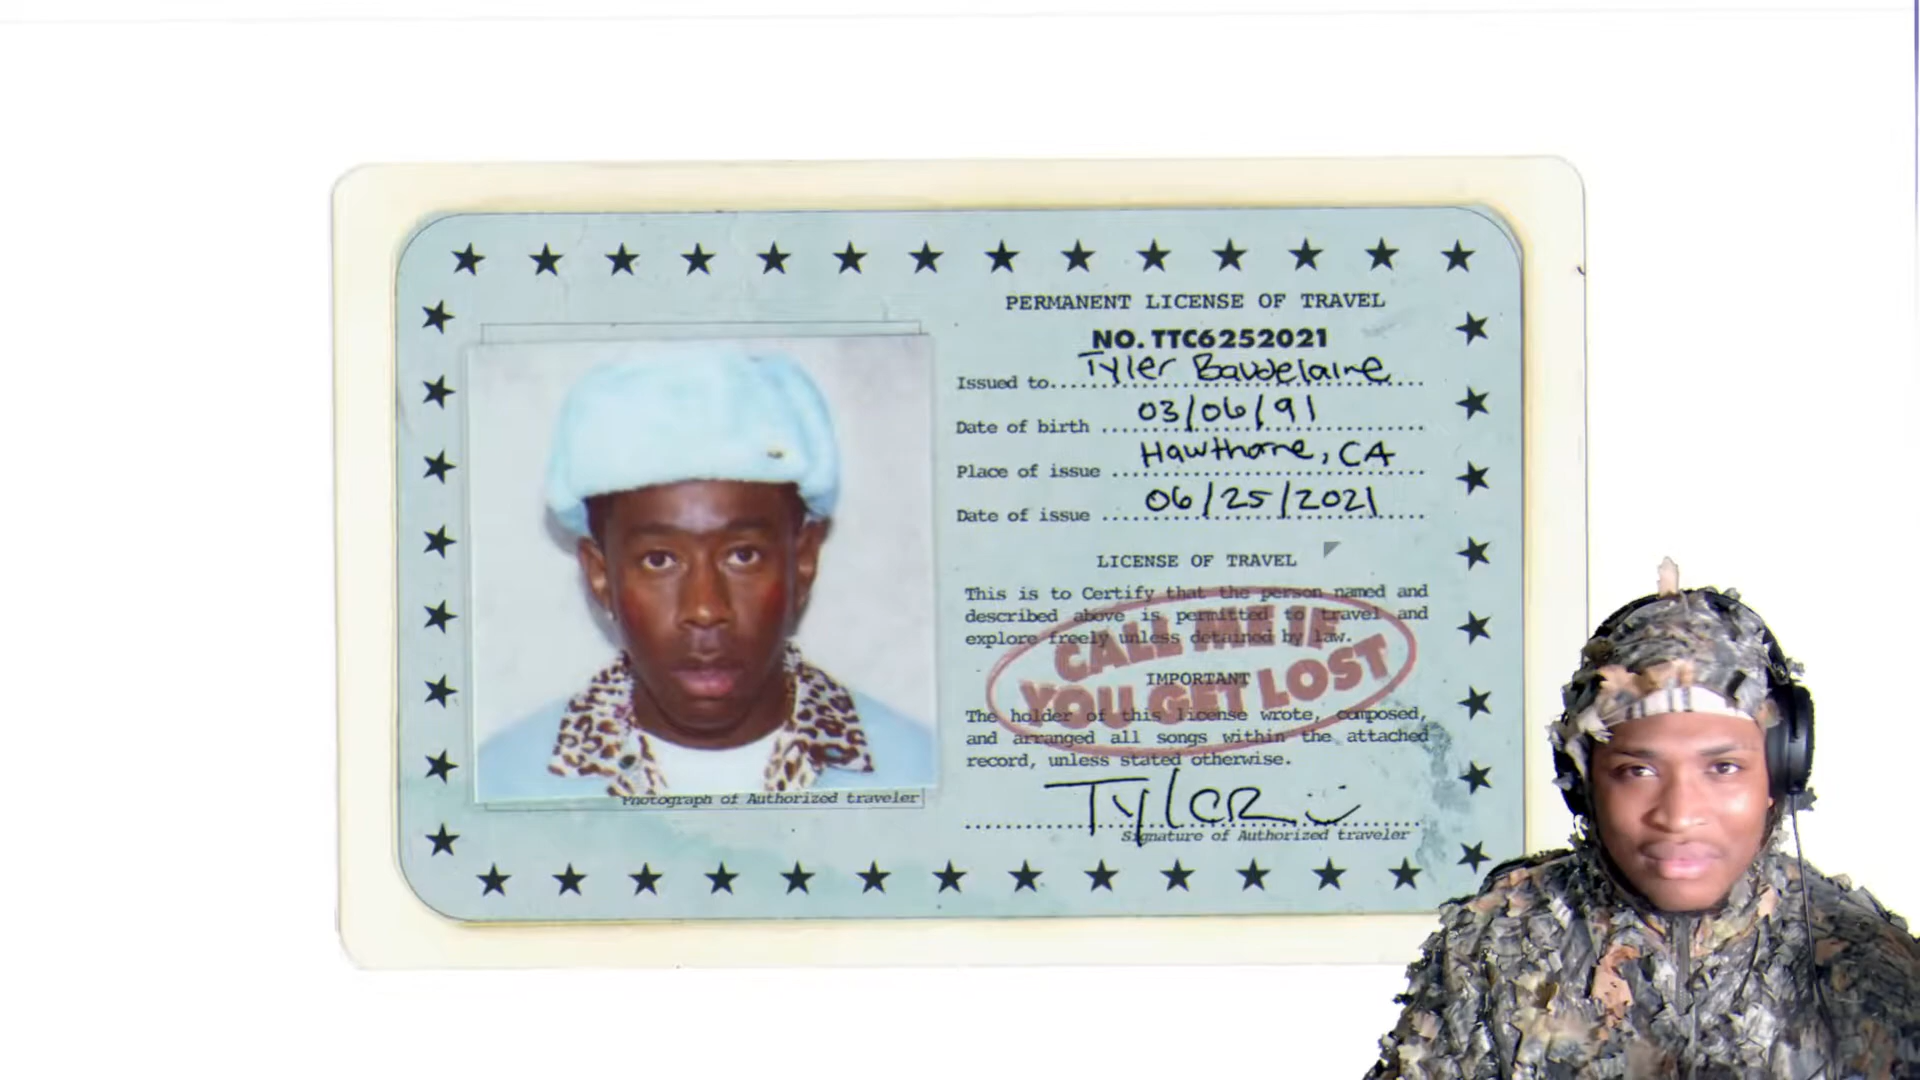 PERMANENT LICENSE OF TRAVEL
NO. TTC6252021
Issued to.... Tyler Baudelaire
Date of birth .... 03/06/91
Place of issue .... Hawthorne, CA
Date of issue .... 06/25/2021
LICENSE OF TRAVEL
This is to Certify that the person named and
described above is permitted to travel and
explore freely unless detained by law.
CALL ME IF
YOU GET LOST
IMPORTANT
The holder of this license wrote, composed,
and arranged all songs within the attached
record, unless stated otherwise.
TyLER :)
Signature of Authorized traveler
Photograph of Authorized traveler